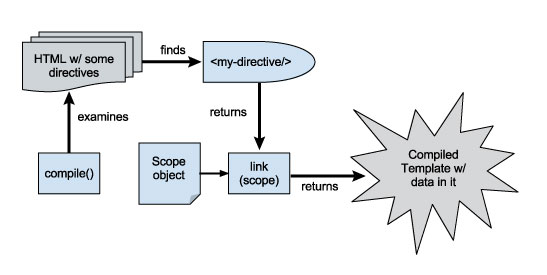 HTML w/ some
directives
finds
<my-directive/>
examines
returns
compile()
Scope
object
link
(scope)
returns
Compiled
Template w/
data in it